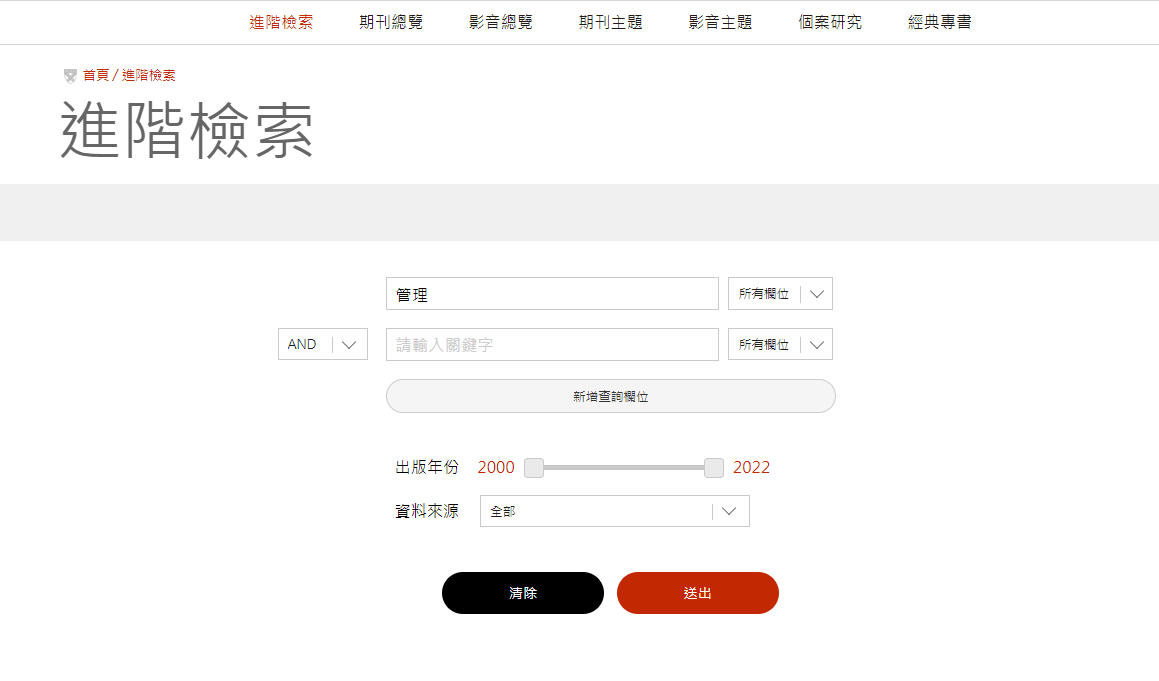 進階檢索 期刊總覽 影音總覽 期刊主題 影音主題 個案研究 經典專書
首頁 / 進階檢索
進階檢索
管理 所有欄位
AND 請輸入關鍵字 所有欄位
新增查詢欄位
出版年份 2000 2022
資料來源 全部
清除 送出